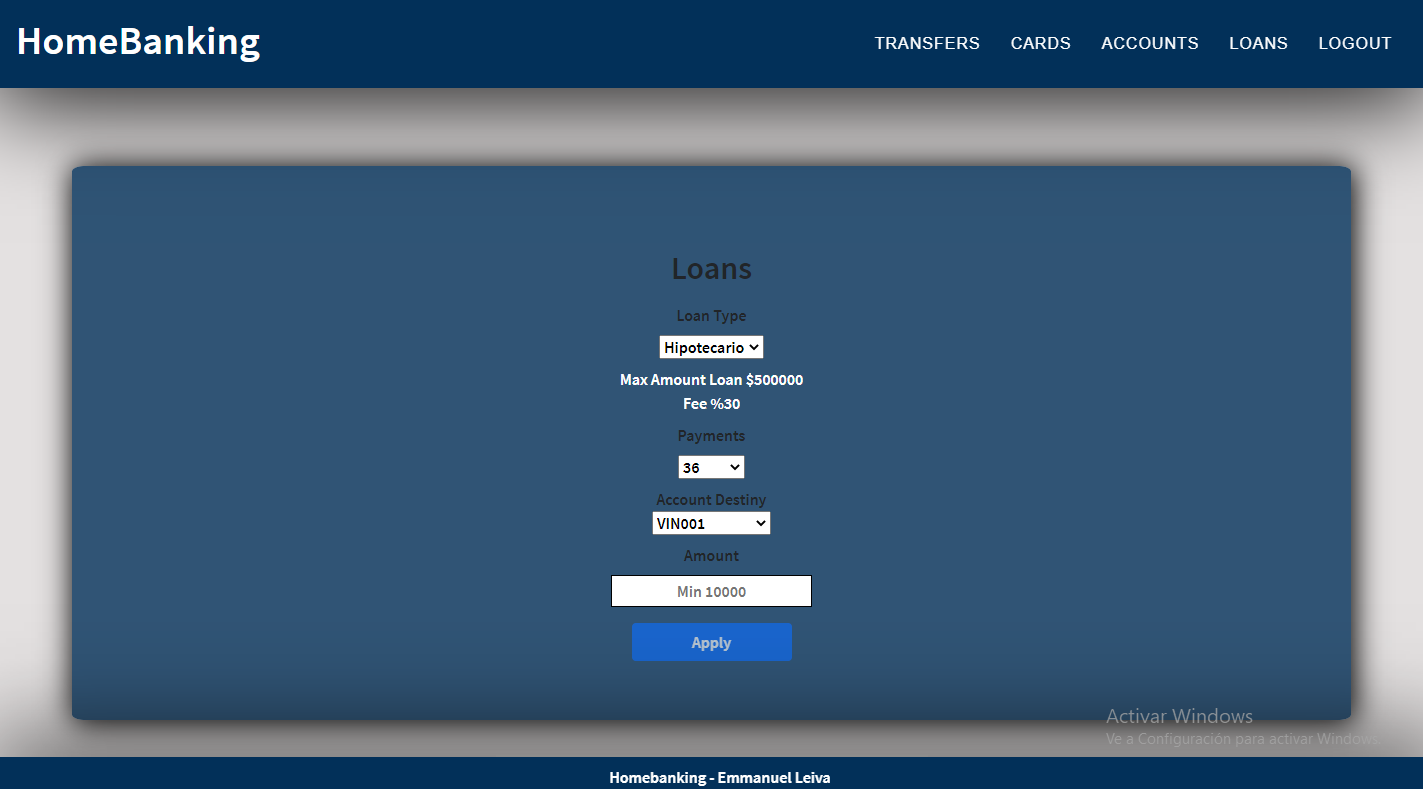 HomeBanking
TRANSFERS CARDS ACCOUNTS LOANS LOGOUT
Loans
Loan Type
Hipotecario
Max Amount Loan $500000
Fee %30
Payments
36
Account Destiny
VIN001
Amount
Min 10000
Apply
Activar Windows
Ve a Configuración para activar Windows.
Homebanking - Emmanuel Leiva